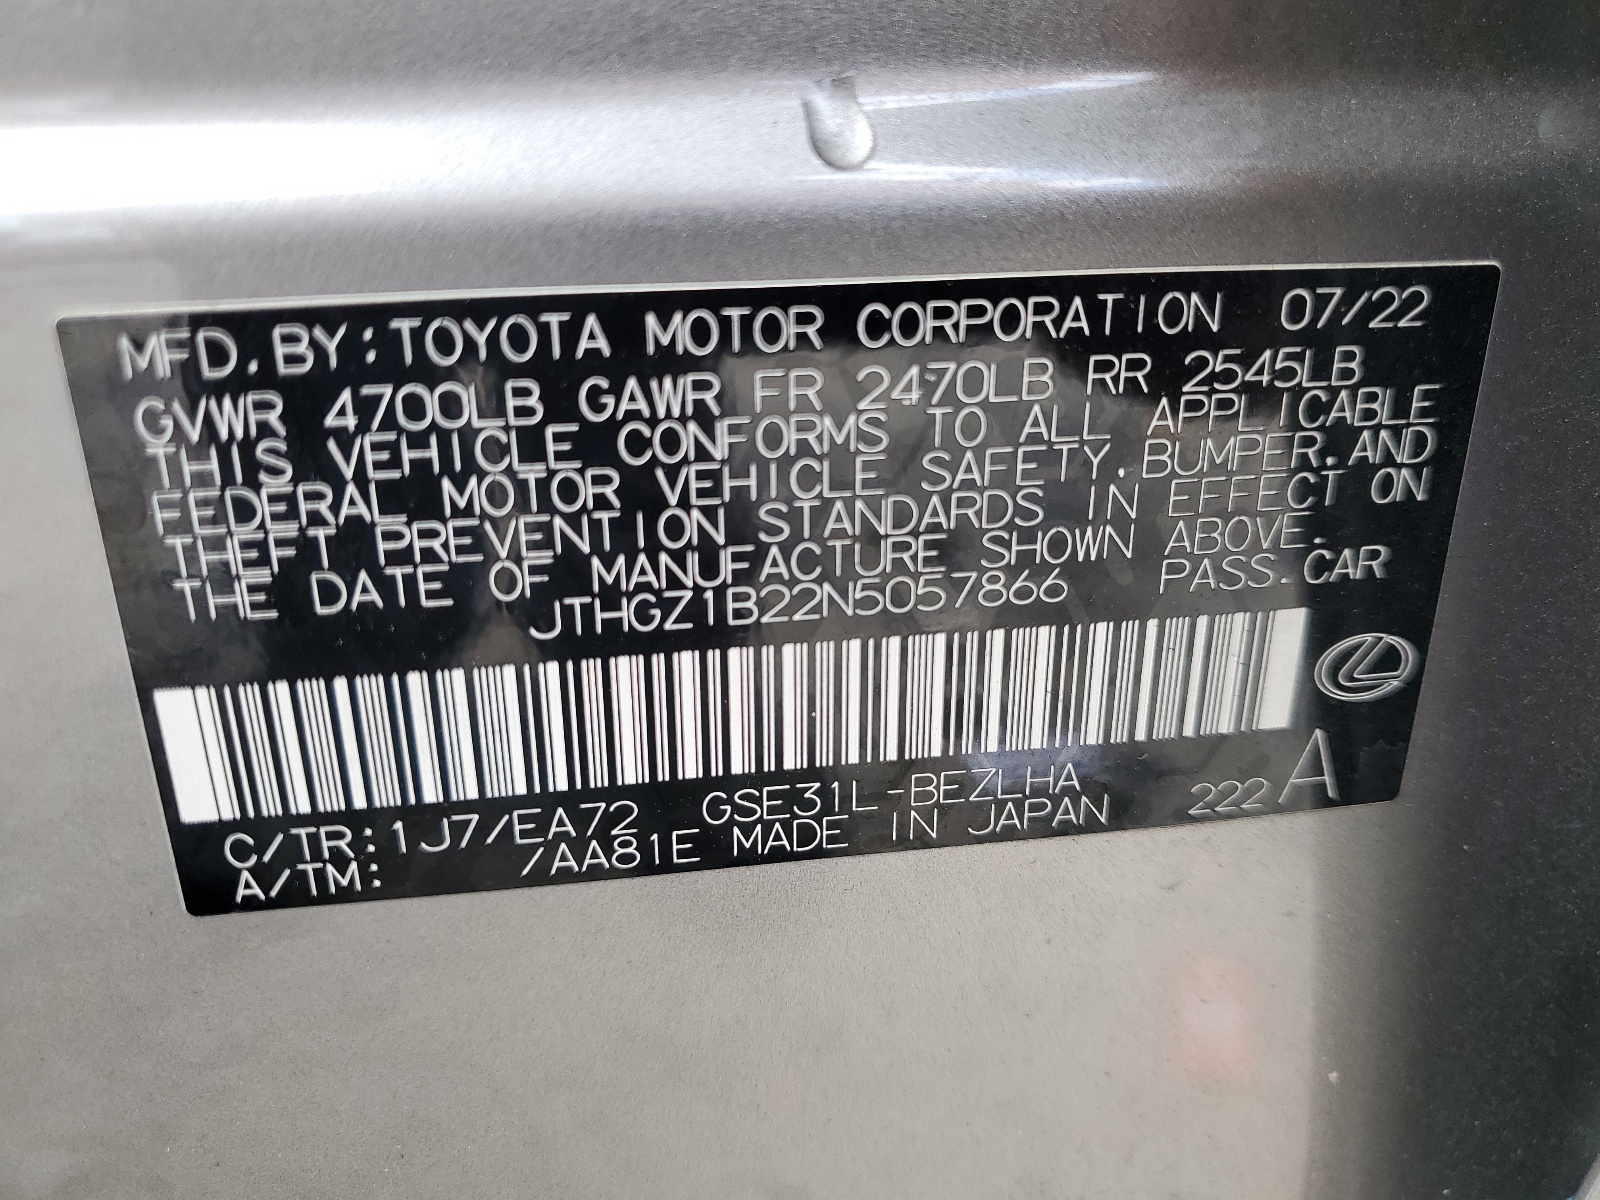 MFD. BY: TOYOTA MOTOR CORPORATION 07/22
GVWR 4700LB GAWR FR 2470LB RR 2545LB
THIS VEHICLE CONFORMS TO ALL APPLICABLE
FEDERAL MOTOR VEHICLE SAFETY, BUMPER, AND
THEFT PREVENTION STANDARDS IN EFFECT ON
THE DATE OF MANUFACTURE SHOWN ABOVE.
JTHGZ1B22N5057866 PASS. CAR
C/TR: 1J7/EA72 GSE31L-BEZLHA 222 A
A/TM: /AA81E MADE IN JAPAN